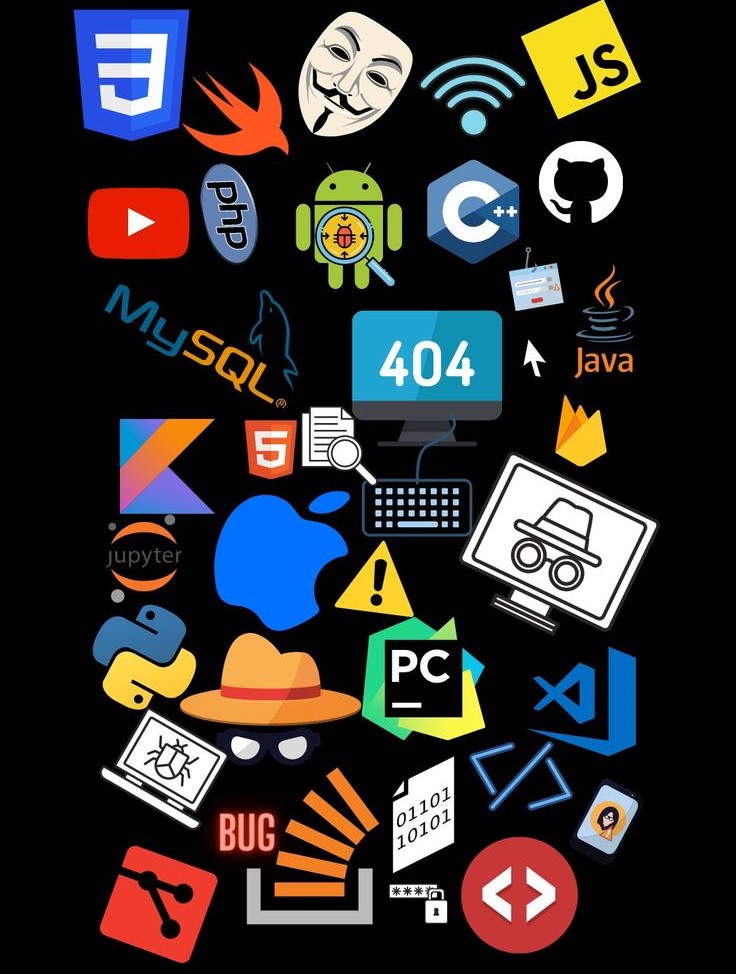 JS
php
C++
MySQL®
404
Java
5
jupyter
PC
BUG
01101
10101
</>
<>
****